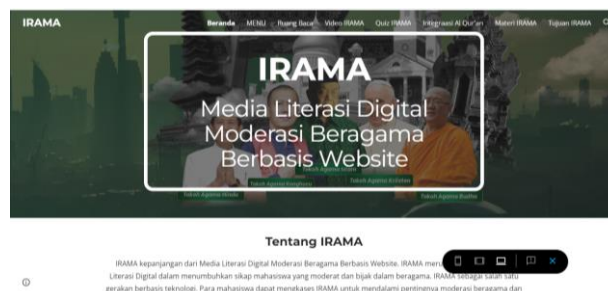 IRAMA
Beranda MENU Ruang Baca Video IRAMA Quiz IRAMA Integrasi Al Qur'an Materi IRAMA Tujuan IRAMA
IRAMA
Media Literasi Digital
Moderasi Beragama
Berbasis Website
Tokoh Agama Islam
Tokoh Agama Konghucu Tokoh Agama Kristen
Tokoh Agama Hindu Tokoh Agama Budha
Tentang IRAMA
IRAMA kepanjangan dari Media Literasi Digital Moderasi Beragama Berbasis Website. IRAMA
Literasi Digital dalam menumbuhkan sikap mahasiswa yang moderat dan bijak dalam beragama. IRAMA sebagai salah satu
gerakan berbasis teknologi. Para mahasiswa dapat mengakses IRAMA untuk mendalami pentingnya moderasi beragama dan